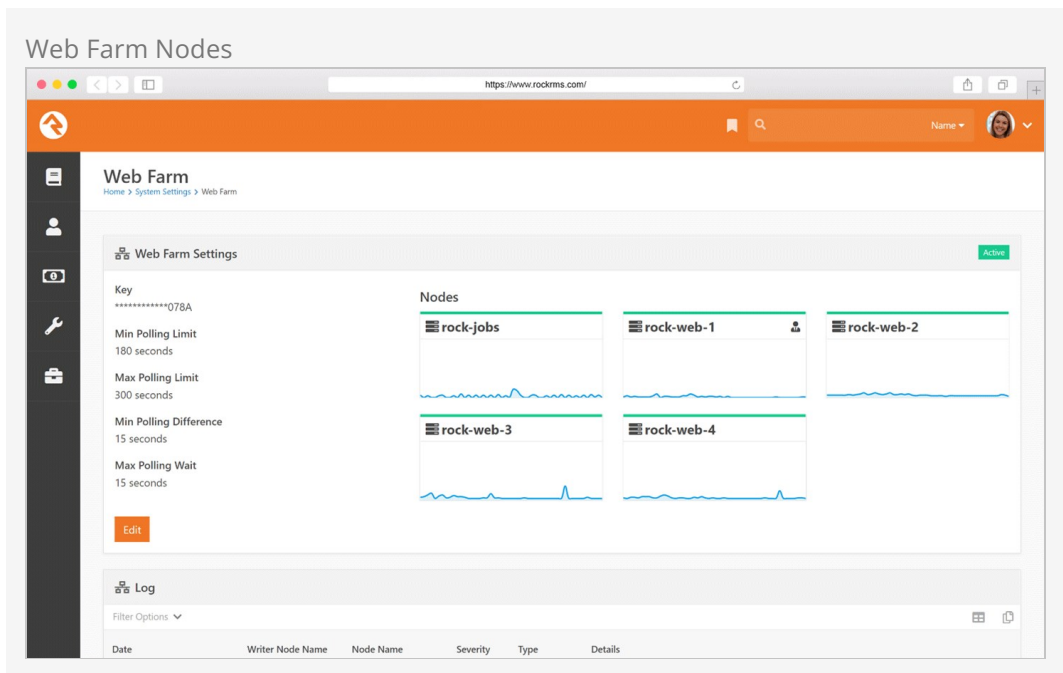 Web Farm Nodes
https://www.rockrms.com/
Name
Web Farm
Home > System Settings > Web Farm
Web Farm Settings
Active
Key
************078A
Min Polling Limit
180 seconds
Max Polling Limit
300 seconds
Min Polling Difference
15 seconds
Max Polling Wait
15 seconds
Edit
Nodes
rock-jobs
rock-web-1
rock-web-2
rock-web-3
rock-web-4
Log
Filter Options
Date Writer Node Name Node Name Severity Type Details